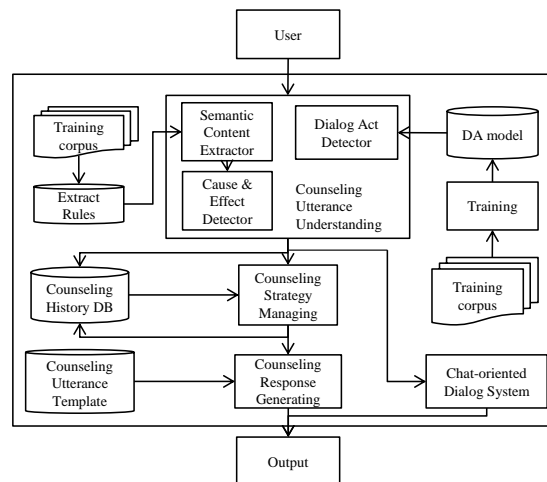 User
Training
corpus
Semantic
Content
Extractor
Dialog Act
Detector
DA model
Extract
Rules
Cause &
Effect
Detector
Counseling
Utterance
Understanding
Training
Training
corpus
Counseling
History DB
Counseling
Strategy
Managing
Counseling
Utterance
Template
Counseling
Response
Generating
Chat-oriented
Dialog System
Output